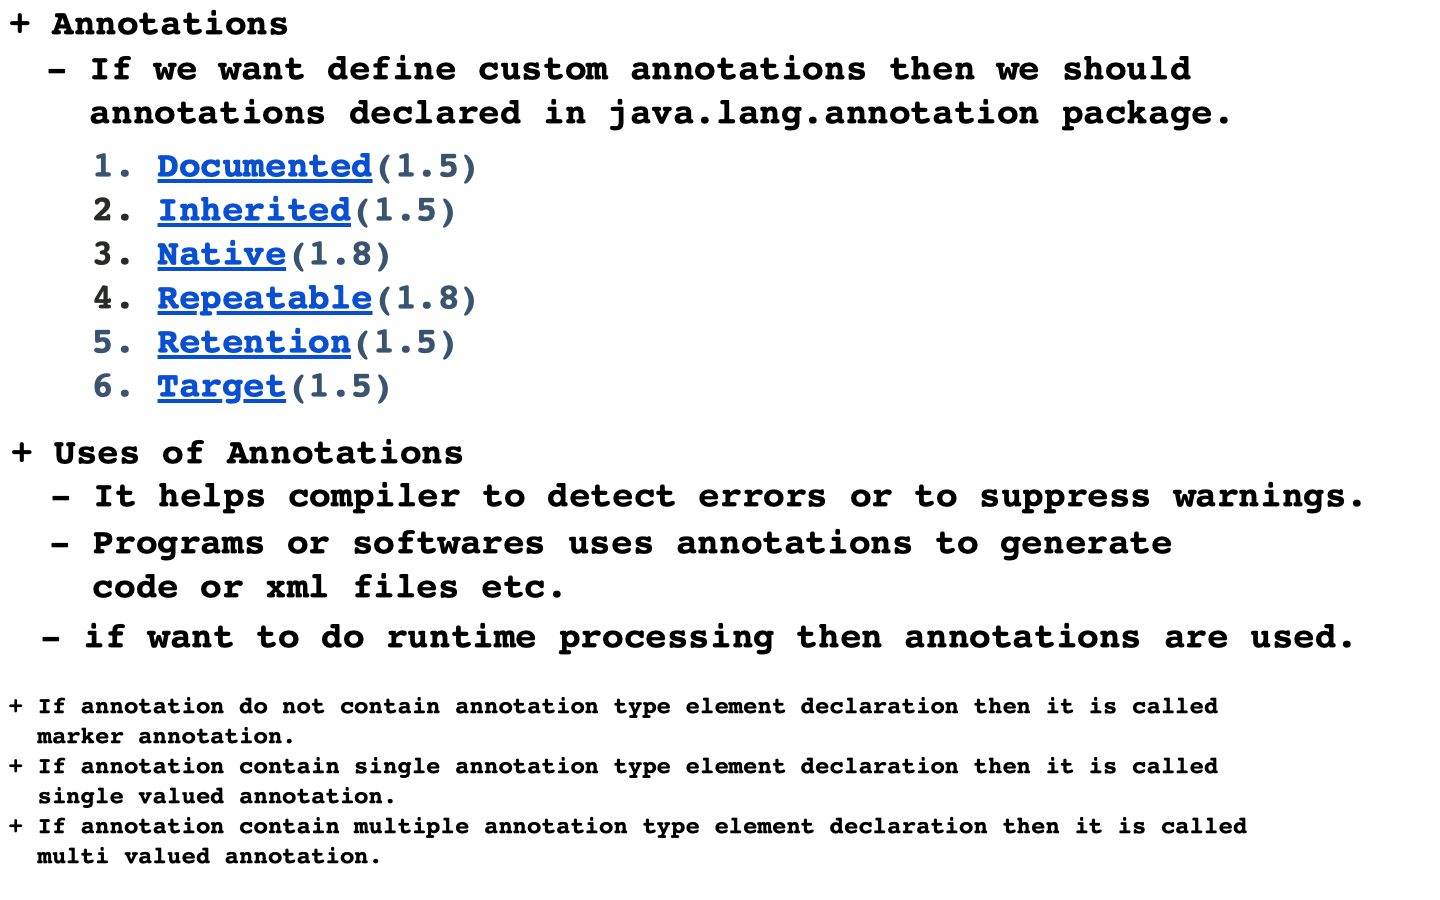 + Annotations
- If we want define custom annotations then we should
annotations declared in java.lang.annotation package.
1. Documented(1.5)
2. Inherited(1.5)
3. Native(1.8)
4. Repeatable(1.8)
5. Retention(1.5)
6. Target(1.5)
+ Uses of Annotations
- It helps compiler to detect errors or to suppress warnings.
- Programs or softwares uses annotations to generate
code or xml files etc.
- if want to do runtime processing then annotations are used.
+ If annotation do not contain annotation type element declaration then it is called
marker annotation.
+ If annotation contain single annotation type element declaration then it is called
single valued annotation.
+ If annotation contain multiple annotation type element declaration then it is called
multi valued annotation.